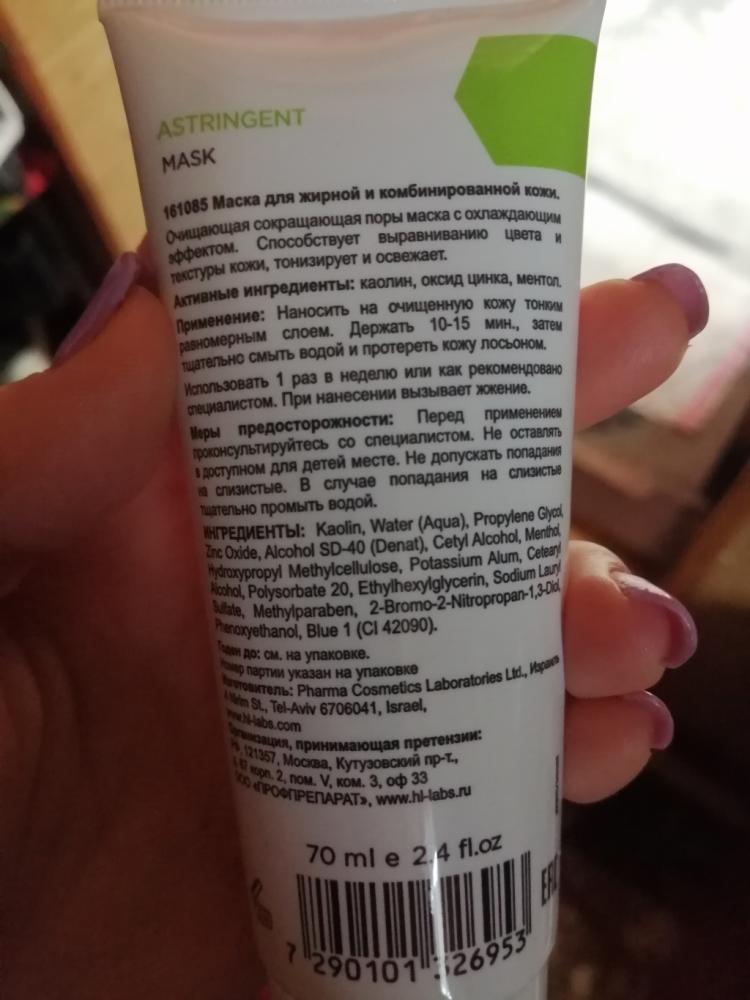 ASTRINGENT
MASK
161085 Маска для жирной и комбинированной кожи.
Очищающая сокращающая поры маска с охлаждающим
эффектом. Способствует выравниванию цвета и
текстуры кожи, тонизирует и освежает.
Активные ингредиенты: каолин, оксид цинка, ментол.
Применение: Наносить на очищенную кожу тонким
равномерным слоем. Держать 10-15 мин., затем
тщательно смыть водой и протереть кожу лосьоном.
Использовать 1 раз в неделю или как рекомендовано
специалистом. При нанесении вызывает жжение.
Меры предосторожности: Перед применением
проконсультируйтесь со специалистом. Не оставлять
в доступном для детей месте. Не допускать попадания
на слизистые. В случае попадания на слизистые
тщательно промыть водой.
ИНГРЕДИЕНТЫ: Kaolin, Water (Aqua), Propylene Glycol,
Zinc Oxide, Alcohol SD-40 (Denat), Cetyl Alcohol, Menthol,
Hydroxypropyl Methylcellulose, Potassium Alum, Cetearyl
Alcohol, Polysorbate 20, Ethylhexylglycerin, Sodium Lauryl
Sulfate, Methylparaben, 2-Bromo-2-Nitropropan-1,3-Diol,
Phenoxyethanol, Blue 1 (CI 42090).
Годен до: см. на упаковке.
Номер партии указан на упаковке
Изготовитель: Pharma Cosmetics Laboratories Ltd., Израиль
Nirim St., Tel-Aviv 6706041, Israel,
www.hl-labs.com
Организация, принимающая претензии:
РФ, 121357, Москва, Кутузовский пр-т.,
67 корп. 2, пом. V, ком. 3, оф 33
ООО «ПРОФПРЕПАРАТ», www.hl-labs.ru
70 ml e 2.4 fl.oz
7 290101 326953